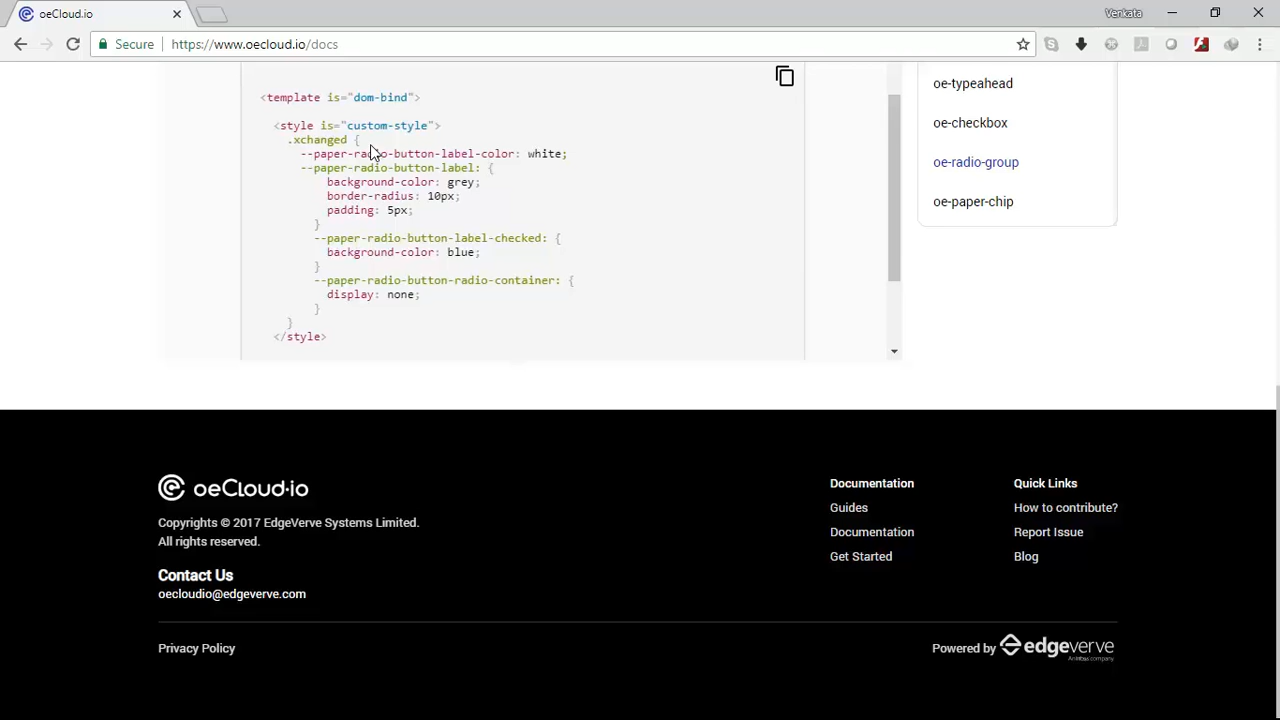 oeCloud.io
Venkata
Secure
https://www.oecloud.io/docs
<template is="dom-bind">
<style is="custom-style">
.xchanged {
--paper-radio-button-label-color: white;
--paper-radio-button-label: {
background-color: grey;
border-radius: 10px;
padding: 5px;
}
--paper-radio-button-label-checked: {
background-color: blue;
}
--paper-radio-button-radio-container: {
display: none;
}
}
</style>
oe-typeahead
oe-checkbox
oe-radio-group
oe-paper-chip
oeCloud.io
Copyrights © 2017 EdgeVerve Systems Limited.
All rights reserved.
Contact Us
oecloudio@edgeverve.com
Documentation
Guides
Documentation
Get Started
Quick Links
How to contribute?
Report Issue
Blog
Privacy Policy
Powered by edgeverve
An Infosys company